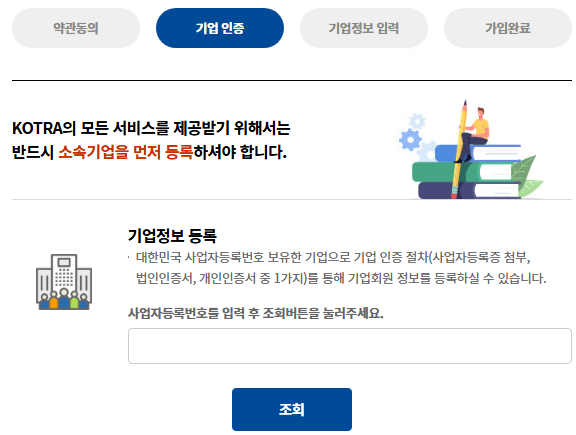 약관동의
기업 인증
기업정보 입력
가입완료
KOTRA의 모든 서비스를 제공받기 위해서는
반드시 소속기업을 먼저 등록하셔야 합니다.
기업정보 등록
· 대한민국 사업자등록번호 보유한 기업으로 기업 인증 절차(사업자등록증 첨부,
법인인증서, 개인인증서 중 1가지)를 통해 기업회원 정보를 등록하실 수 있습니다.
사업자등록번호를 입력 후 조회버튼을 눌러주세요.
조회